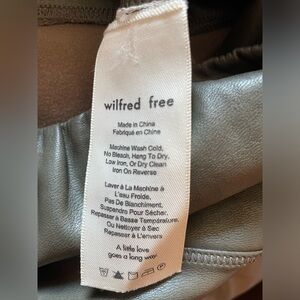 wilfred free
Made in China
Fabriqué en Chine
Machine Wash Cold,
No Bleach, Hang To Dry,
Low Iron, Or Dry Clean
Iron On Reverse
Laver À La Machine À
L'eau Froide,
Pas De Blanchiment,
Suspendre Pour Sécher,
Repasser À Basse Température,
Ou Nettoyer À Sec
Repasser À L'envers
A little love
goes a long way.